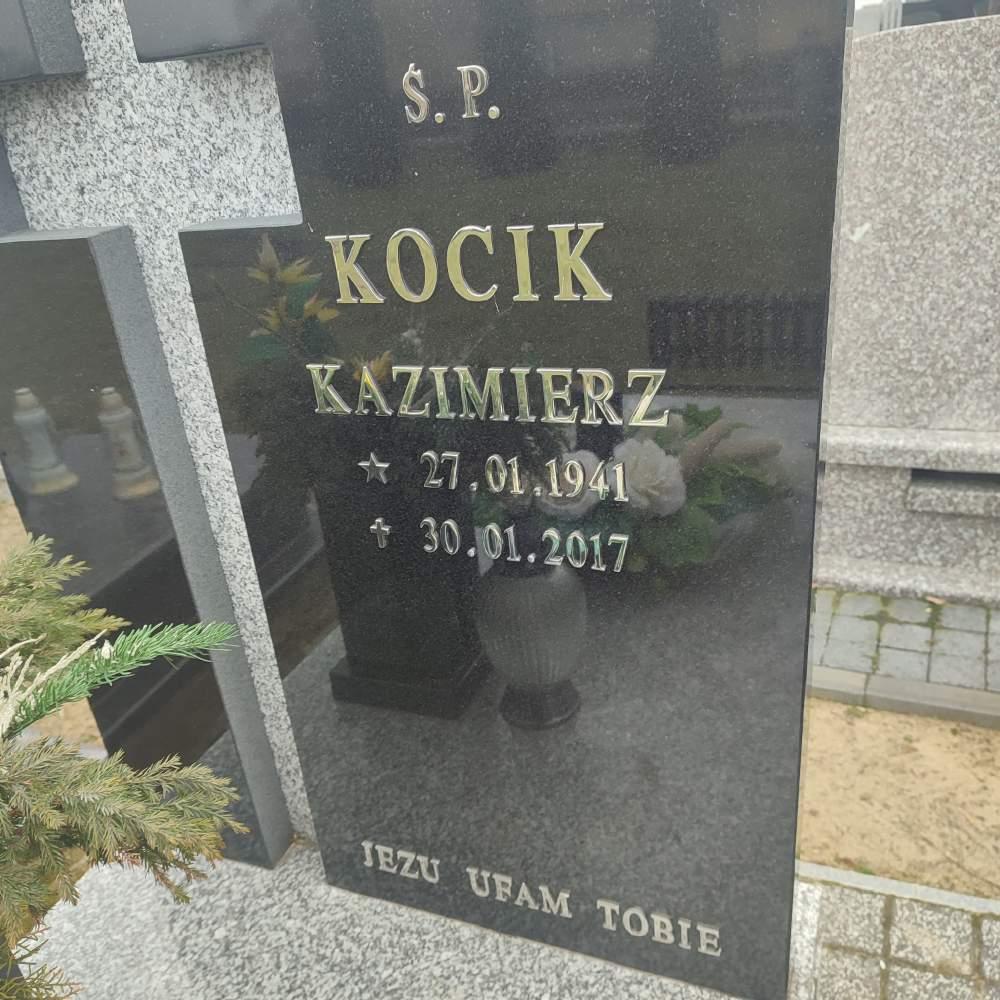 Ś. P.
KOCIK
KAZIMIERZ
★ 27.01.1941
✝ 30.01.2017
JEZU UFAM TOBIE